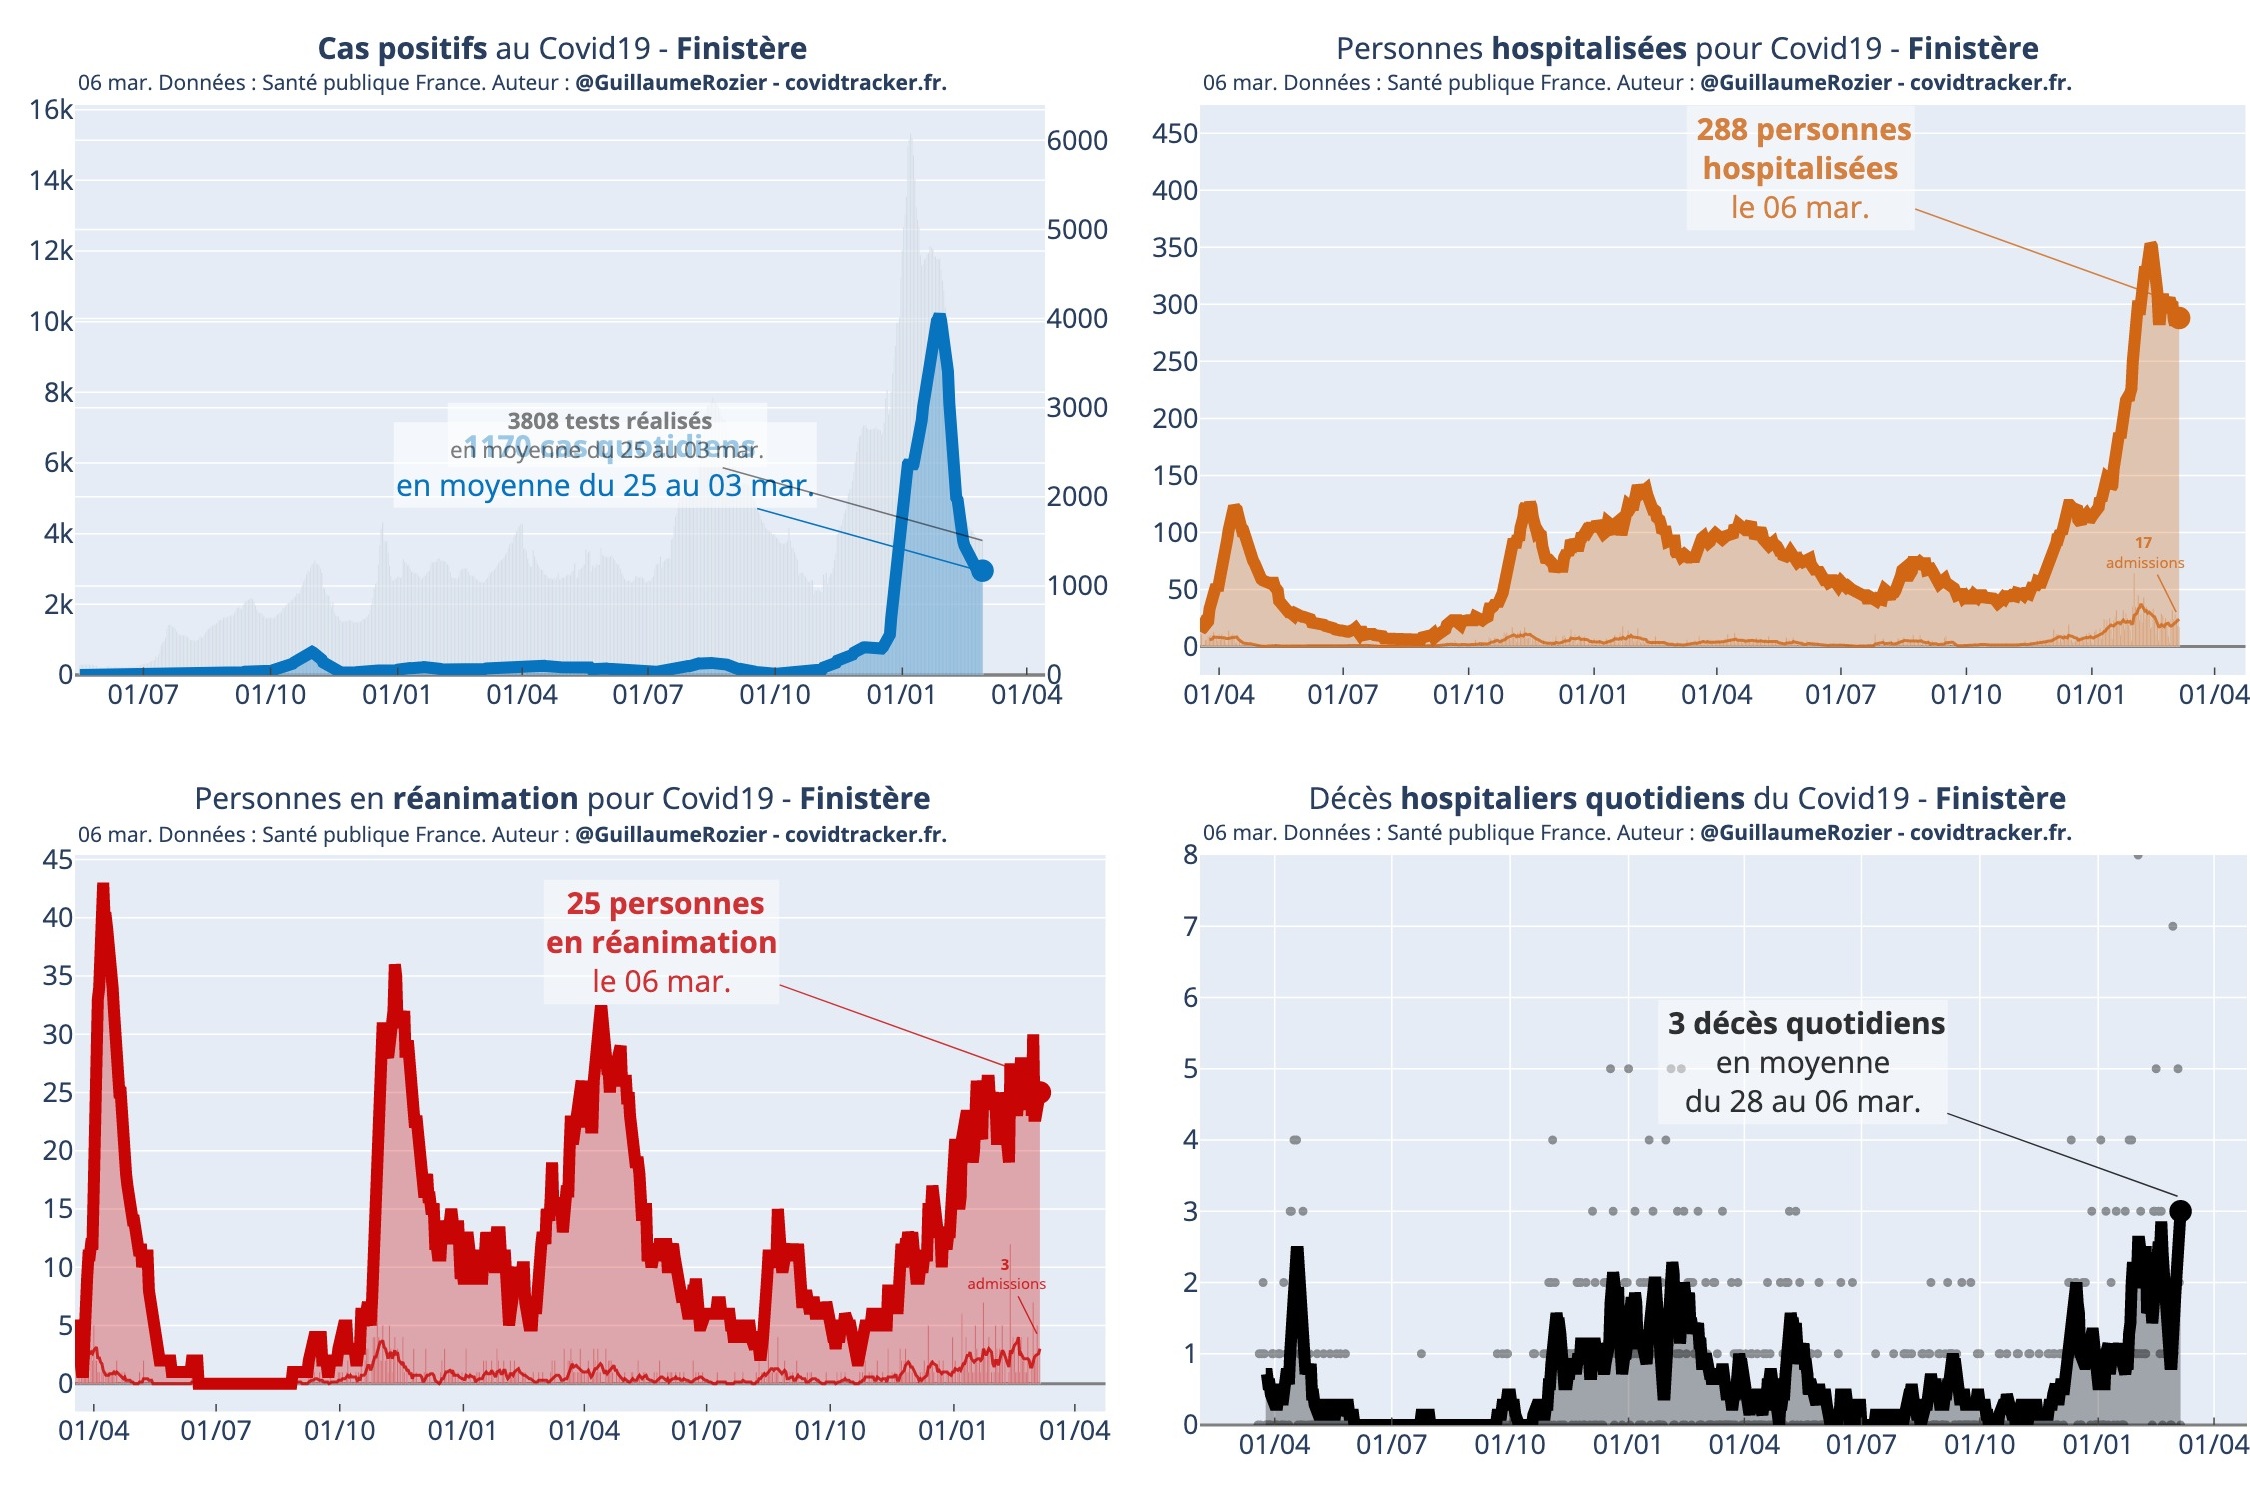 Cas positifs au Covid19 - Finistère
06 mar. Données : Santé publique France. Auteur : @GuillaumeRozier - covidtracker.fr.
16k
14k
12k
10k
8k
6k
4k
2k
0
6000
5000
4000
3000
2000
1000
0
3808 tests réalisés
en moyenne du 25 au 03 mar.
1170 cas quotidiens
en moyenne du 25 au 03 mar.
01/07 01/10 01/01 01/04 01/07 01/10 01/01 01/04
Personnes hospitalisées pour Covid19 - Finistère
06 mar. Données : Santé publique France. Auteur : @GuillaumeRozier - covidtracker.fr.
450
400
350
300
250
200
150
100
50
0
288 personnes
hospitalisées
le 06 mar.
17
admissions
01/04 01/07 01/10 01/01 01/04 01/07 01/10 01/01 01/04
Personnes en réanimation pour Covid19 - Finistère
06 mar. Données : Santé publique France. Auteur : @GuillaumeRozier - covidtracker.fr.
45
40
35
30
25
20
15
10
5
0
25 personnes
en réanimation
le 06 mar.
3
admissions
01/04 01/07 01/10 01/01 01/04 01/07 01/10 01/01 01/04
Décès hospitaliers quotidiens du Covid19 - Finistère
06 mar. Données : Santé publique France. Auteur : @GuillaumeRozier - covidtracker.fr.
8
7
6
5
4
3
2
1
0
3 décès quotidiens
en moyenne
du 28 au 06 mar.
01/04 01/07 01/10 01/01 01/04 01/07 01/10 01/01 01/04